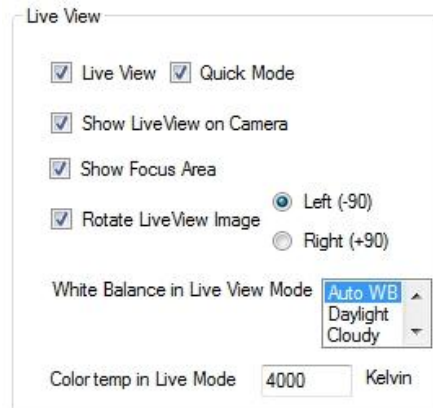 Live View
Live View Quick Mode
Show LiveView on Camera
Show Focus Area
Left (-90)
Rotate LiveView Image
Right (+90)
White Balance in Live View Mode Auto WB
Daylight
Cloudy
Color temp in Live Mode 4000 Kelvin